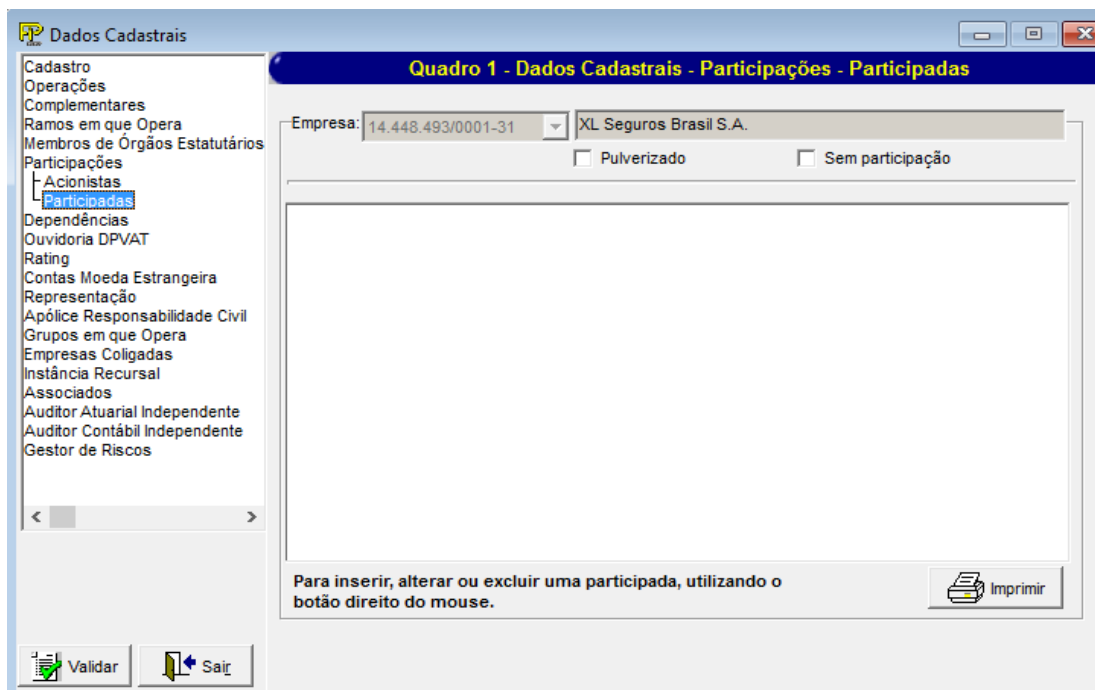 Dados Cadastrais
Cadastro
Operações
Complementares
Ramos em que Opera
Membros de Órgãos Estatutários
Participações
Acionistas
Participadas
Dependências
Ouvidoria DPVAT
Rating
Contas Moeda Estrangeira
Representação
Apólice Responsabilidade Civil
Grupos em que Opera
Empresas Coligadas
Instância Recursal
Associados
Auditor Atuarial Independente
Auditor Contábil Independente
Gestor de Riscos
Validar
Sair
Quadro 1 - Dados Cadastrais - Participações - Participadas
Empresa: 14.448.493/0001-31 XL Seguros Brasil S.A.
Pulverizado Sem participação
Para inserir, alterar ou excluir uma participada, utilizando o
botão direito do mouse.
Imprimir